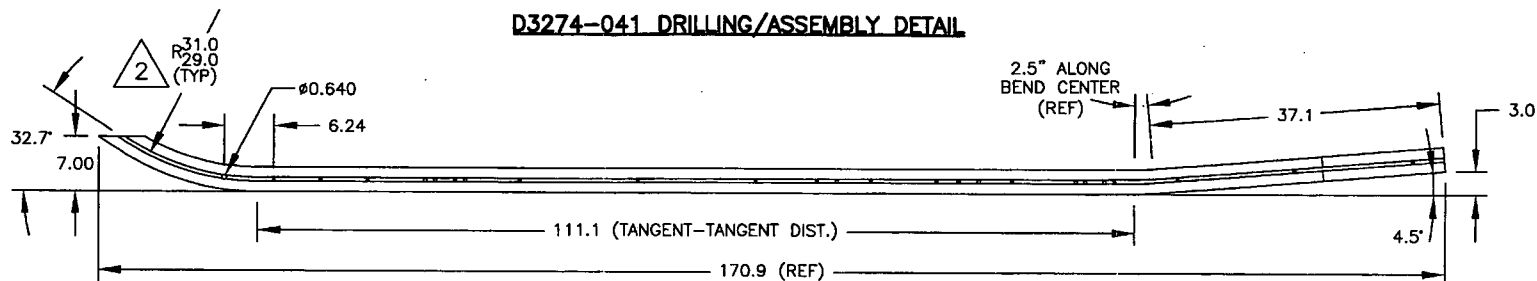 D3274-041 DRILLING/ASSEMBLY DETAIL
2
R31.0
29.0
(TYP)
Ø0.640
6.24
2.5" ALONG
BEND CENTER
(REF)
37.1
3.0
32.7°
7.00
111.1 (TANGENT-TANGENT DIST.)
4.5°
170.9 (REF)